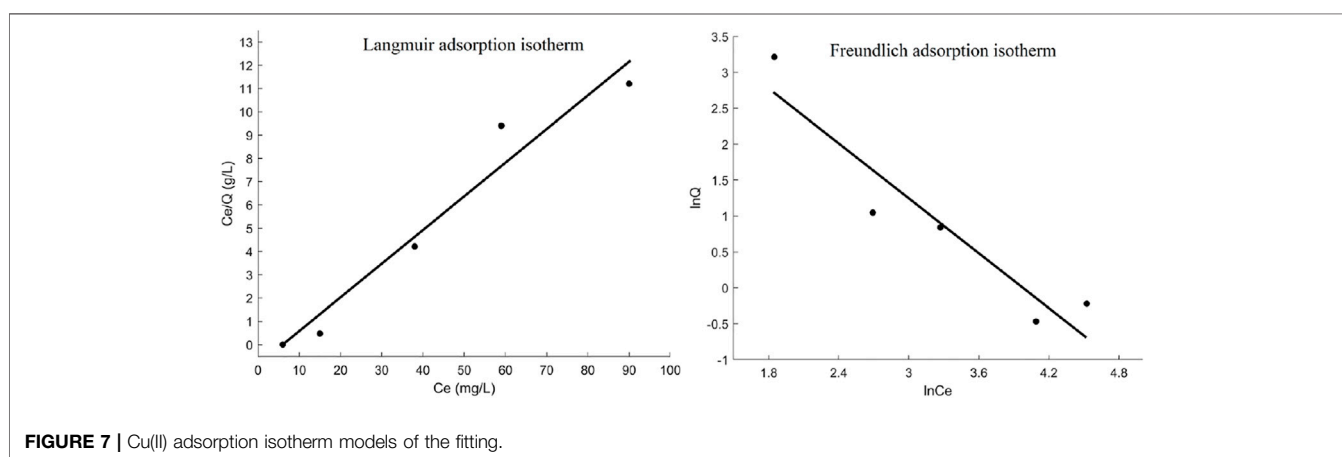 Langmuir adsorption isotherm
13
12
11
10
9
8
7
6
5
4
3
2
1
0
Ce/Q (g/L)
0 10 20 30 40 50 60 70 80 90 100
Ce (mg/L)
Freundlich adsorption isotherm
3.5
3
2.5
2
1.5
1
0.5
0
-0.5
-1
lnQ
1.8 2.4 3 3.6 4.2 4.8
lnCe
FIGURE 7 | Cu(II) adsorption isotherm models of the fitting.